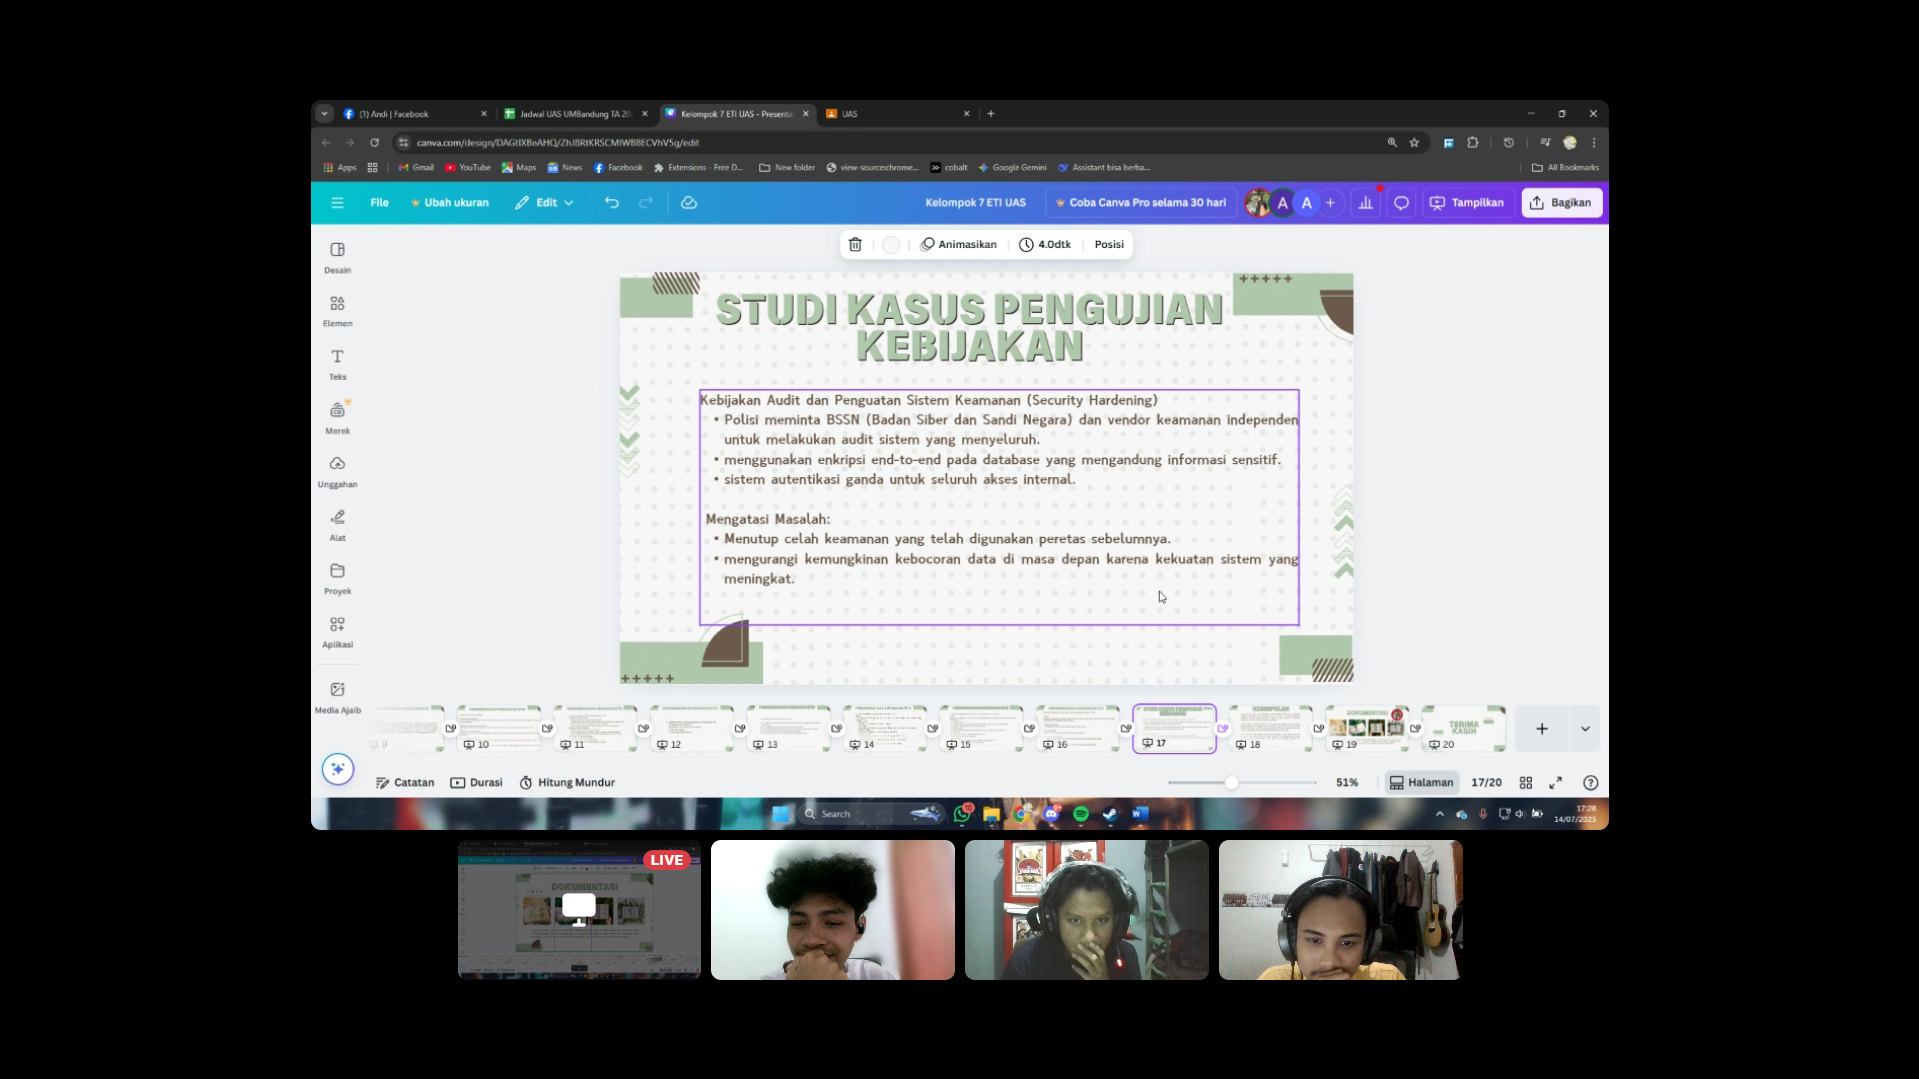 (1) Andi | Facebook
Jadwal UAS UMBandung TA 20
Kelompok 7 ETI UAS - Presenta
UAS
canva.com/design/DAGtIXBeAHQ/ZhJ8RtKRSCMIWB8ECVhV5g/edit
Apps
Gmail
YouTube
Maps
News
Facebook
Extensions - Free D...
New folder
view-sourcechrome...
cobalt
Google Gemini
Assistant bisa berba...
All Bookmarks
File
Ubah ukuran
Edit
Kelompok 7 ETI UAS
Coba Canva Pro selama 30 hari
A
A
+
Tampilkan
Bagikan
Animasikan
4.0dtk
Posisi
Desain
Elemen
Teks
Merek
Unggahan
Alat
Proyek
Aplikasi
Media Ajaib
STUDI KASUS PENGUJIAN
KEBIJAKAN
Kebijakan Audit dan Penguatan Sistem Keamanan (Security Hardening)
• Polisi meminta BSSN (Badan Siber dan Sandi Negara) dan vendor keamanan independen
untuk melakukan audit sistem yang menyeluruh.
• menggunakan enkripsi end-to-end pada database yang mengandung informasi sensitif.
• sistem autentikasi ganda untuk seluruh akses internal.
Mengatasi Masalah:
• Menutup celah keamanan yang telah digunakan peretas sebelumnya.
• mengurangi kemungkinan kebocoran data di masa depan karena kekuatan sistem yang
meningkat.
9
10
11
12
13
14
15
16
STUDI KASUS PENGUJIAN
KEBIJAKAN
17
KESIMPULAN
18
DOKUMENTASI
19
TERIMA
KASIH
20
Catatan
Durasi
Hitung Mundur
51%
Halaman
17/20
Search
10
17:28
14/07/2025
LIVE
DOKUMENTASI